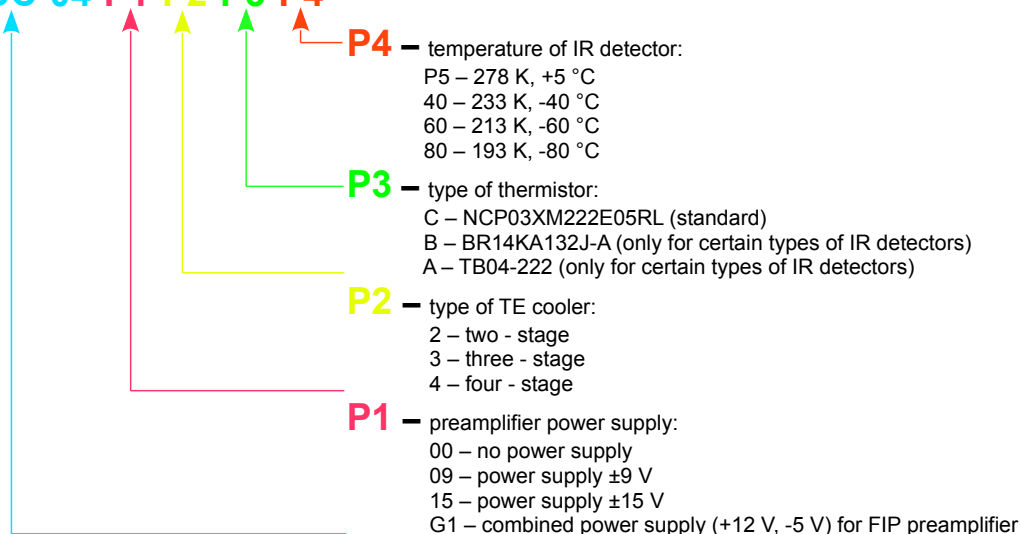 P4 – temperature of IR detector:
P5 – 278 K, +5 °C
40 – 233 K, -40 °C
60 – 213 K, -60 °C
80 – 193 K, -80 °C
P3 – type of thermistor:
C – NCP03XM222E05RL (standard)
B – BR14KA132J-A (only for certain types of IR detectors)
A – TB04-222 (only for certain types of IR detectors)
P2 – type of TE cooler:
2 – two - stage
3 – three - stage
4 – four - stage
P1 – preamplifier power supply:
00 – no power supply
09 – power supply ±9 V
15 – power supply ±15 V
G1 – combined power supply (+12 V, -5 V) for FIP preamplifier